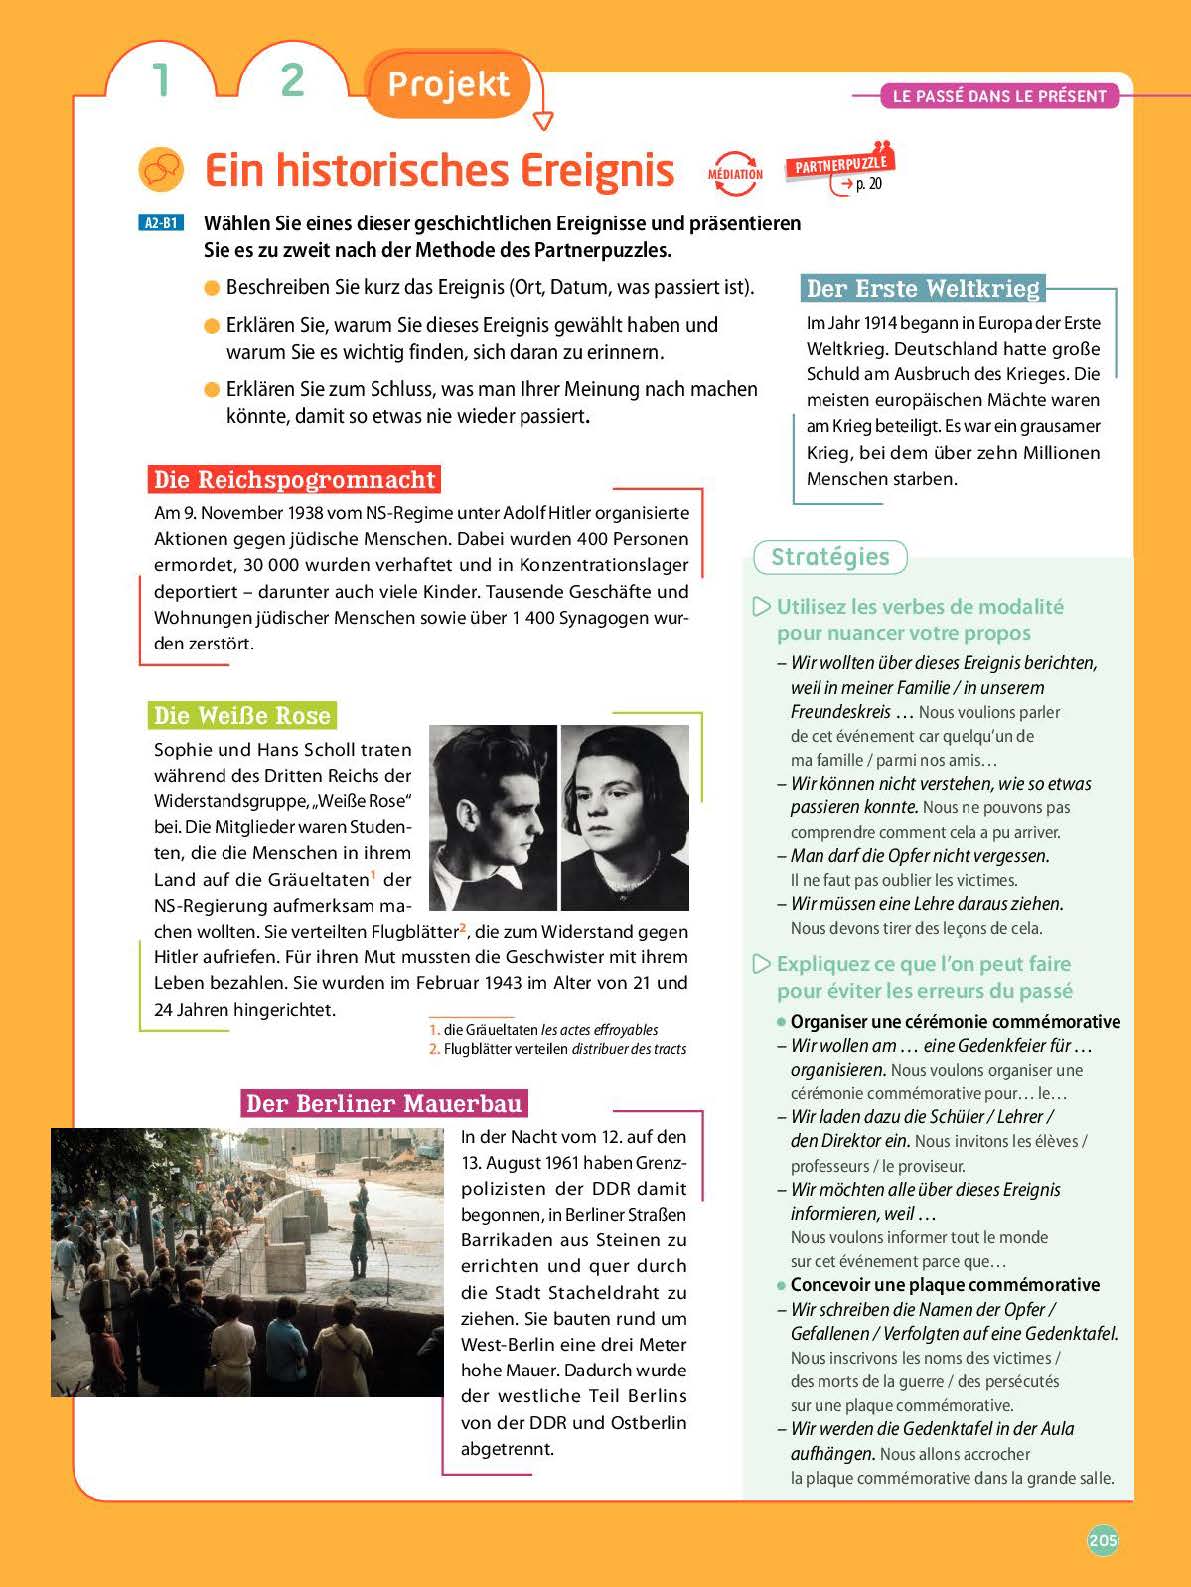 1
2
Projekt
LE PASSÉ DANS LE PRÉSENT
Ein historisches Ereignis
MÉDIATION
PARTNERPUZZLE
p. 20
A2-B1
Wählen Sie eines dieser geschichtlichen Ereignisse und präsentieren
Sie es zu zweit nach der Methode des Partnerpuzzles.
Beschreiben Sie kurz das Ereignis (Ort, Datum, was passiert ist).
Erklären Sie, warum Sie dieses Ereignis gewählt haben und
warum Sie es wichtig finden, sich daran zu erinnern.
Erklären Sie zum Schluss, was man Ihrer Meinung nach machen
könnte, damit so etwas nie wieder passiert.
Der Erste Weltkrieg
Im Jahr 1914 begann in Europa der Erste
Weltkrieg. Deutschland hatte große
Schuld am Ausbruch des Krieges. Die
meisten europäischen Mächte waren
am Krieg beteiligt. Es war ein grausamer
Krieg, bei dem über zehn Millionen
Menschen starben.
Die Reichspogromnacht
Am 9. November 1938 vom NS-Regime unter Adolf Hitler organisierte
Aktionen gegen jüdische Menschen. Dabei wurden 400 Personen
ermordet, 30 000 wurden verhaftet und in Konzentrationslager
deportiert – darunter auch viele Kinder. Tausende Geschäfte und
Wohnungen jüdischer Menschen sowie über 1 400 Synagogen wur-
den zerstört.
Die Weiße Rose
Sophie und Hans Scholl traten
während des Dritten Reichs der
Widerstandsgruppe „Weiße Rose“
bei. Die Mitglieder waren Studen-
ten, die die Menschen in ihrem
Land auf die Gräueltaten1 der
NS-Regierung aufmerksam ma-
chen wollten. Sie verteilten Flugblätter2, die zum Widerstand gegen
Hitler aufriefen. Für ihren Mut mussten die Geschwister mit ihrem
Leben bezahlen. Sie wurden im Februar 1943 im Alter von 21 und
24 Jahren hingerichtet.
1. die Gräueltaten les actes effroyables
2. Flugblätter verteilen distribuer des tracts
Der Berliner Mauerbau
In der Nacht vom 12. auf den
13. August 1961 haben Grenz-
polizisten der DDR damit
begonnen, in Berliner Straßen
Barrikaden aus Steinen zu
errichten und quer durch
die Stadt Stacheldraht zu
ziehen. Sie bauten rund um
West-Berlin eine drei Meter
hohe Mauer. Dadurch wurde
der westliche Teil Berlins
von der DDR und Ostberlin
abgetrennt.
Stratégies
Utilisez les verbes de modalité
pour nuancer votre propos
– Wir wollten über dieses Ereignis berichten,
weil in meiner Familie / in unserem
Freundeskreis … Nous voulions parler
de cet événement car quelqu’un de
ma famille / parmi nos amis…
– Wir können nicht verstehen, wie so etwas
passieren konnte. Nous ne pouvons pas
comprendre comment cela a pu arriver.
– Man darf die Opfer nicht vergessen.
Il ne faut pas oublier les victimes.
– Wir müssen eine Lehre daraus ziehen.
Nous devons tirer des leçons de cela.
Expliquez ce que l’on peut faire
pour éviter les erreurs du passé
• Organiser une cérémonie commémorative
– Wir wollen am … eine Gedenkfeier für …
organisieren. Nous voulons organiser une
cérémonie commémorative pour… le…
– Wir laden dazu die Schüler / Lehrer /
den Direktor ein. Nous invitons les élèves /
professeurs / le proviseur.
– Wir möchten alle über dieses Ereignis
informieren, weil …
Nous voulons informer tout le monde
sur cet événement parce que…
• Concevoir une plaque commémorative
– Wir schreiben die Namen der Opfer /
Gefallenen / Verfolgten auf eine Gedenktafel.
Nous inscrivons les noms des victimes /
des morts de la guerre / des persécutés
sur une plaque commémorative.
– Wir werden die Gedenktafel in der Aula
aufhängen. Nous allons accrocher
la plaque commémorative dans la grande salle.
205